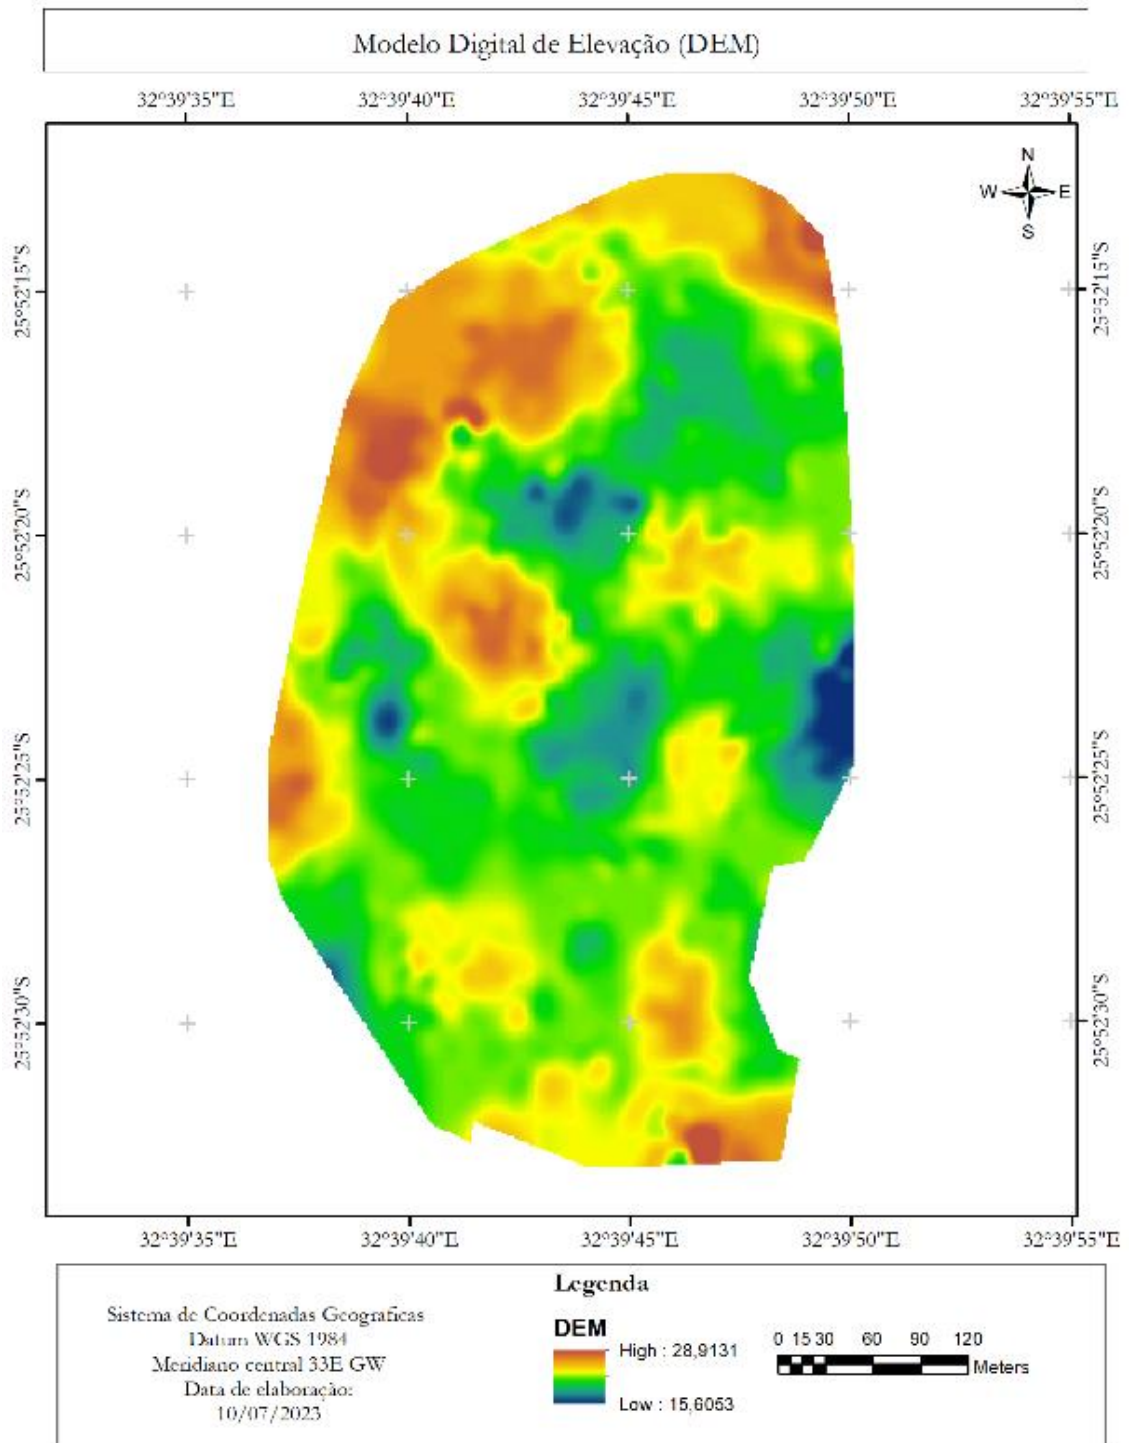 Modelo Digital de Elevação (DEM)
32°39'35"E 32°39'40"E 32°39'45"E 32°39'50"E 32°39'55"E
N
W E
S
25°52'15"S 25°52'15"S
25°52'20"S 25°52'20"S
25°52'25"S 25°52'25"S
25°52'30"S 25°52'30"S
32°39'35"E 32°39'40"E 32°39'45"E 32°39'50"E 32°39'55"E
Legenda
Sistema de Coordenadas Geograficas
Datum WGS 1984
Meridiano central 33E GW
Data de elaboração:
10/07/2023
DEM
High : 28,9131
Low : 15,6053
0 15 30 60 90 120
Meters